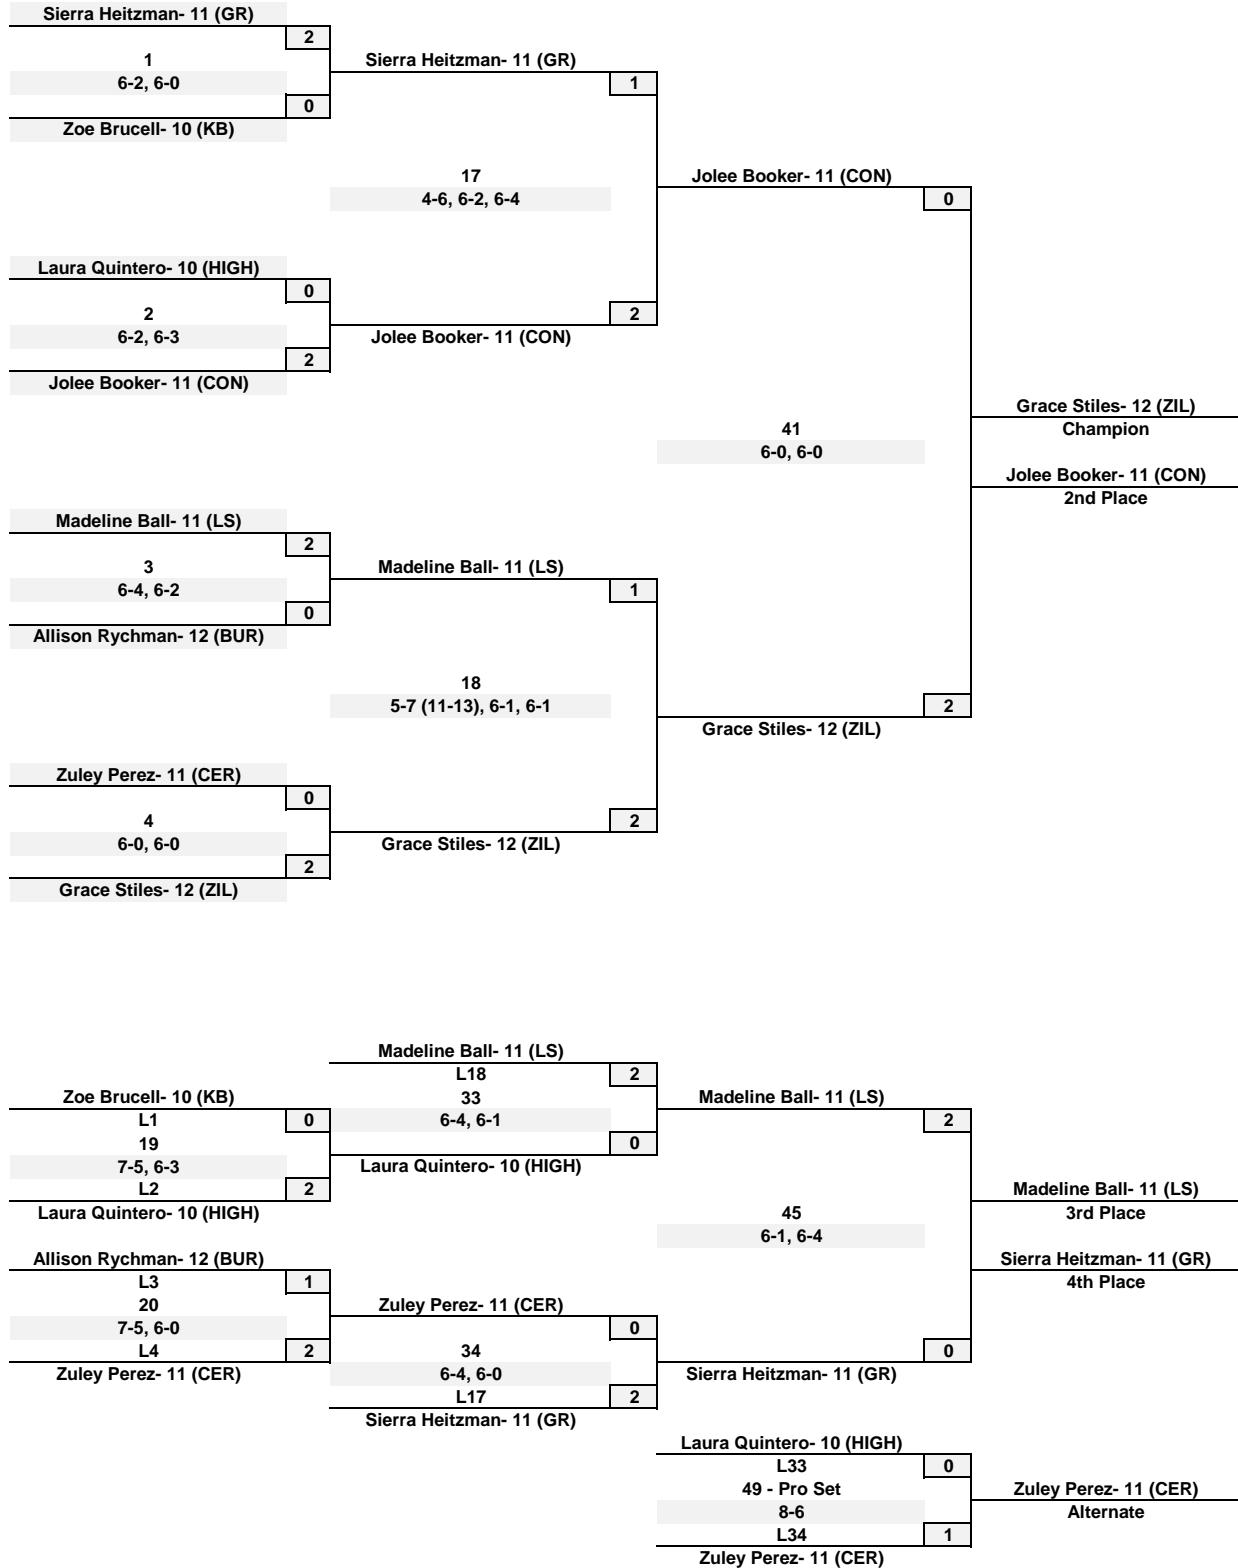 Sierra Heitzman- 11 (GR)
2
1
Sierra Heitzman- 11 (GR)
6-2, 6-0
1
0
Zoe Brucell- 10 (KB)
17
Jolee Booker- 11 (CON)
4-6, 6-2, 6-4
0
Laura Quintero- 10 (HIGH)
0
2
2
6-2, 6-3
Jolee Booker- 11 (CON)
2
Jolee Booker- 11 (CON)
Grace Stiles- 12 (ZIL)
41
Champion
6-0, 6-0
Jolee Booker- 11 (CON)
2nd Place
Madeline Ball- 11 (LS)
2
3
Madeline Ball- 11 (LS)
6-4, 6-2
1
0
Allison Rychman- 12 (BUR)
18
5-7 (11-13), 6-1, 6-1
2
Grace Stiles- 12 (ZIL)
Zuley Perez- 11 (CER)
0
4
2
6-0, 6-0
Grace Stiles- 12 (ZIL)
2
Grace Stiles- 12 (ZIL)
Madeline Ball- 11 (LS)
L18
2
Zoe Brucell- 10 (KB)
33
Madeline Ball- 11 (LS)
L1
0
6-4, 6-1
2
19
0
7-5, 6-3
Laura Quintero- 10 (HIGH)
L2
2
Madeline Ball- 11 (LS)
Laura Quintero- 10 (HIGH)
45
3rd Place
6-1, 6-4
Allison Rychman- 12 (BUR)
Sierra Heitzman- 11 (GR)
L3
1
4th Place
20
Zuley Perez- 11 (CER)
7-5, 6-0
0
L4
2
34
0
Zuley Perez- 11 (CER)
6-4, 6-0
Sierra Heitzman- 11 (GR)
L17
2
Sierra Heitzman- 11 (GR)
Laura Quintero- 10 (HIGH)
L33
0
49 - Pro Set
Zuley Perez- 11 (CER)
8-6
Alternate
L34
1
Zuley Perez- 11 (CER)